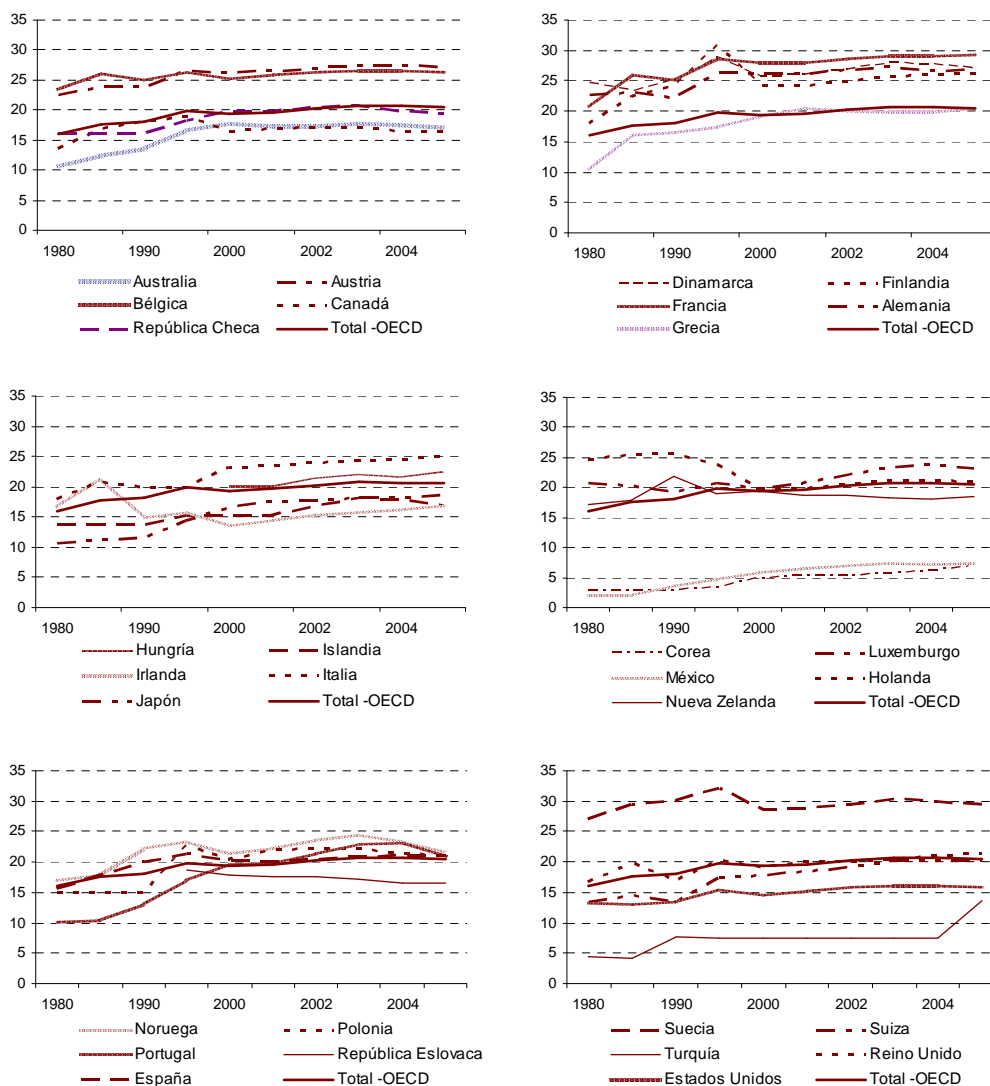 35
30
25
20
15
10
5
0
1980 1990 2000 2002 2004
Australia Austria
Bélgica Canadá
República Checa Total -OECD
35
30
25
20
15
10
5
0
1980 1990 2000 2002 2004
Dinamarca Finlandia
Francia Alemania
Grecia Total -OECD
35
30
25
20
15
10
5
0
1980 1990 2000 2002 2004
Hungría Islandia
Irlanda Italia
Japón Total -OECD
35
30
25
20
15
10
5
0
1980 1990 2000 2002 2004
Corea Luxemburgo
México Holanda
Nueva Zelanda Total -OECD
35
30
25
20
15
10
5
0
1980 1990 2000 2002 2004
Noruega Polonia
Portugal República Eslovaca
España Total -OECD
35
30
25
20
15
10
5
0
1980 1990 2000 2002 2004
Suecia Suiza
Turquía Reino Unido
Estados Unidos Total -OECD